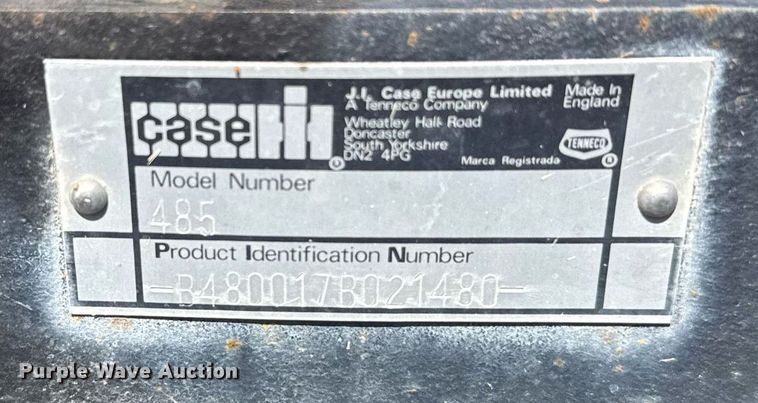 case IH
J.I. Case Europe Limited
A Tenneco Company
Wheatley Hall Road
Doncaster
South Yorkshire
DN2 4PG
Made In
England
TENNECO
Marca Registrada
Model Number
485
Product Identification Number
-B480017B021480-
Purple Wave Auction